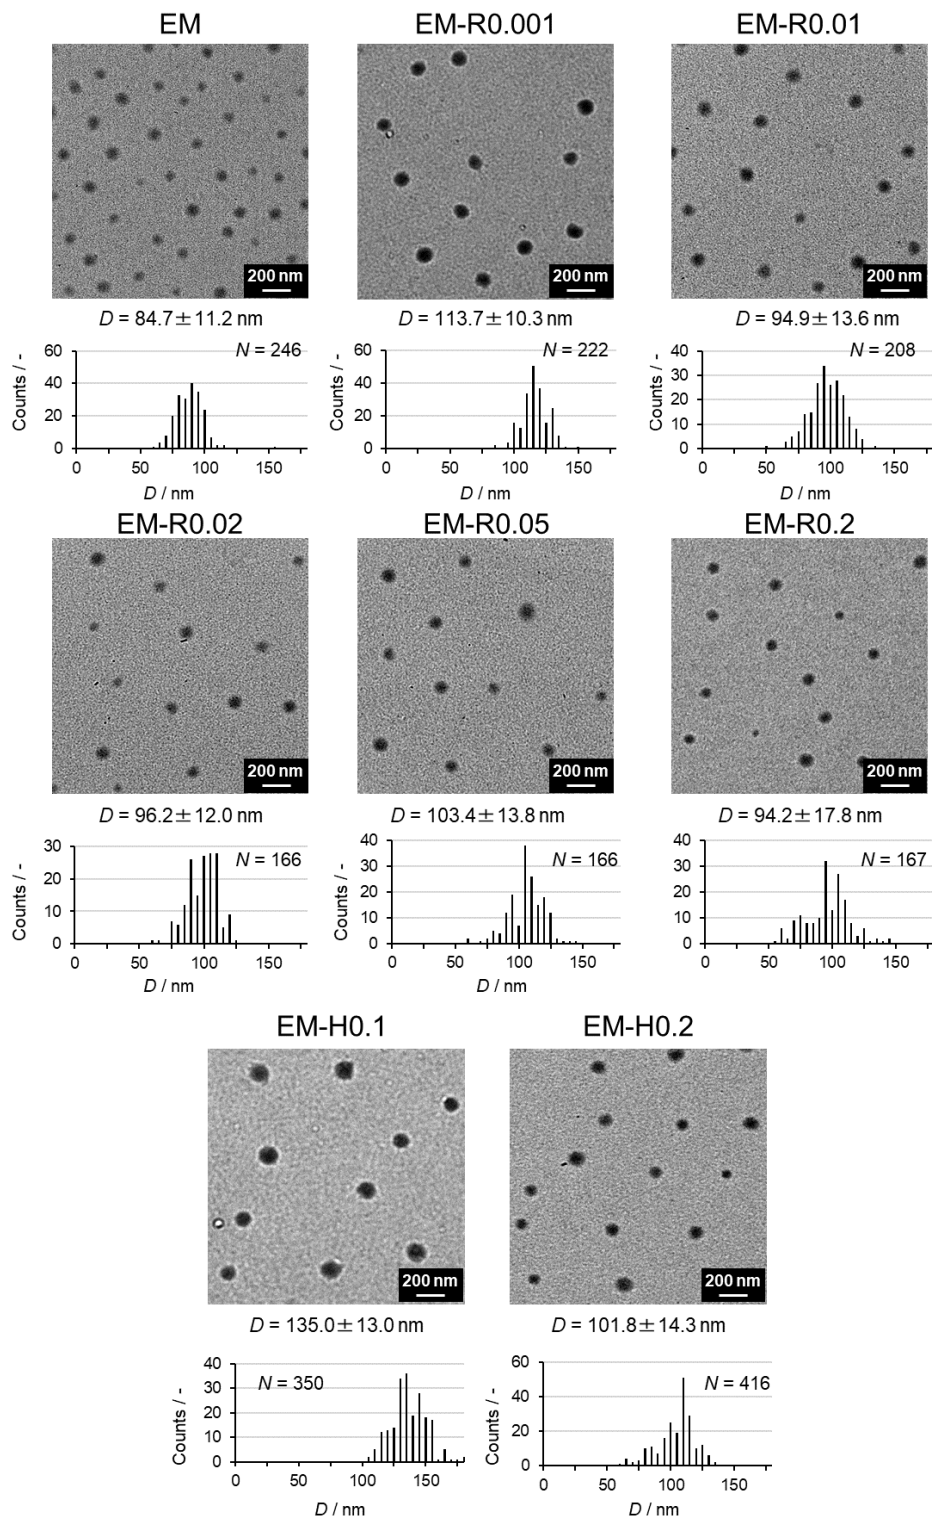 EM EM-R0.001 EM-R0.01
200 nm 200 nm 200 nm
D = 84.7±11.2 nm D = 113.7±10.3 nm D = 94.9±13.6 nm
60 N = 246 60 N = 222 40 N = 208
Counts / - Counts / - Counts / -
40 40 30
20 20 20
10
0 0 0
0 50 100 150 0 50 100 150 0 50 100 150
D / nm D / nm D / nm
EM-R0.02 EM-R0.05 EM-R0.2
200 nm 200 nm 200 nm
D = 96.2±12.0 nm D = 103.4±13.8 nm D = 94.2±17.8 nm
30 N = 166 40 N = 166 40 N = 167
Counts / - Counts / - Counts / -
20 30 30
10 20 20
10 10
0 0 0
0 50 100 150 0 50 100 150 0 50 100 150
D / nm D / nm D / nm
EM-H0.1 EM-H0.2
200 nm 200 nm
D = 135.0±13.0 nm D = 101.8±14.3 nm
40 N = 350 60 N = 416
Counts / - Counts / -
30 40
20 20
10
0 0
0 50 100 150 0 50 100 150
D / nm D / nm